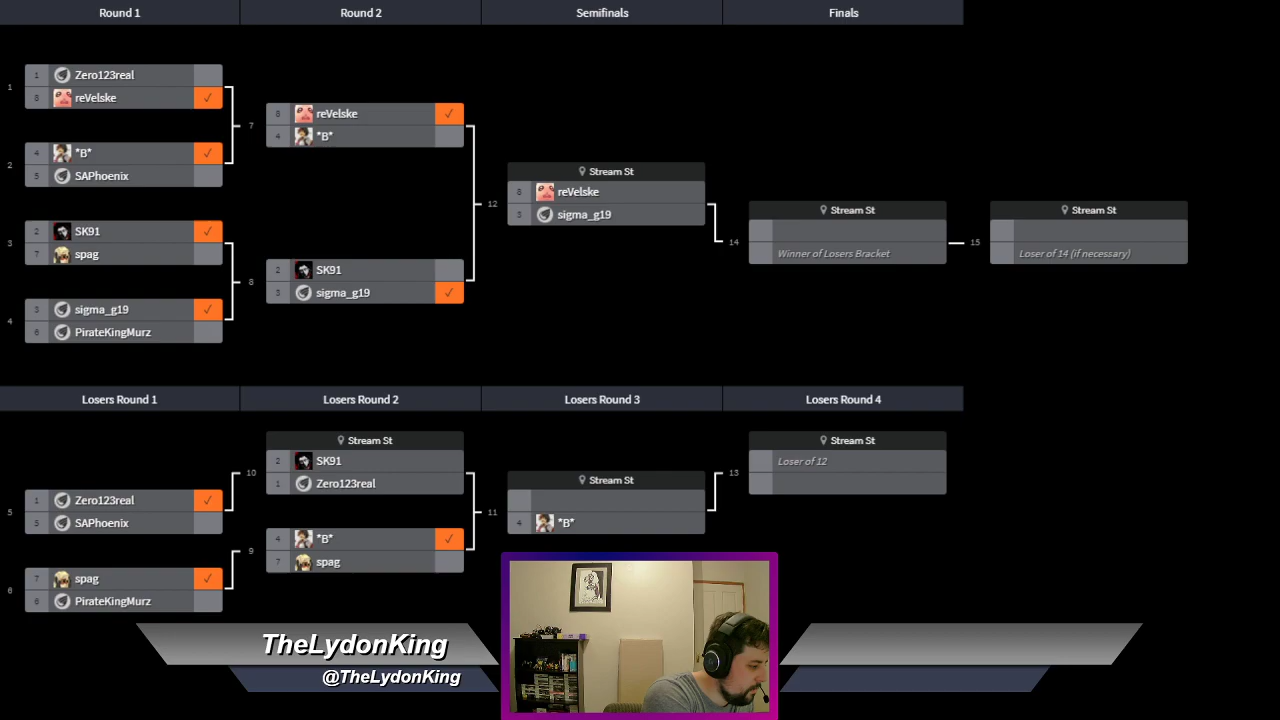 Round 1
Round 2
Semifinals
Finals
1
1 Zero123real
8 reVelske ✓
2
4 *B* ✓
5 SAPhoenix
3
2 SK91 ✓
7 spag
4
3 sigma_g19 ✓
6 PirateKingMurz
7
8 reVelske ✓
4 *B*
8
2 SK91
3 sigma_g19 ✓
12
Stream St
8 reVelske
3 sigma_g19
14
Stream St
Winner of Losers Bracket
15
Stream St
Loser of 14 (if necessary)
Losers Round 1
Losers Round 2
Losers Round 3
Losers Round 4
5
1 Zero123real ✓
5 SAPhoenix
6
7 spag ✓
6 PirateKingMurz
10
Stream St
2 SK91
1 Zero123real
9
4 *B* ✓
7 spag
11
Stream St
4 *B*
13
Stream St
Loser of 12
TheLydonKing
@TheLydonKing